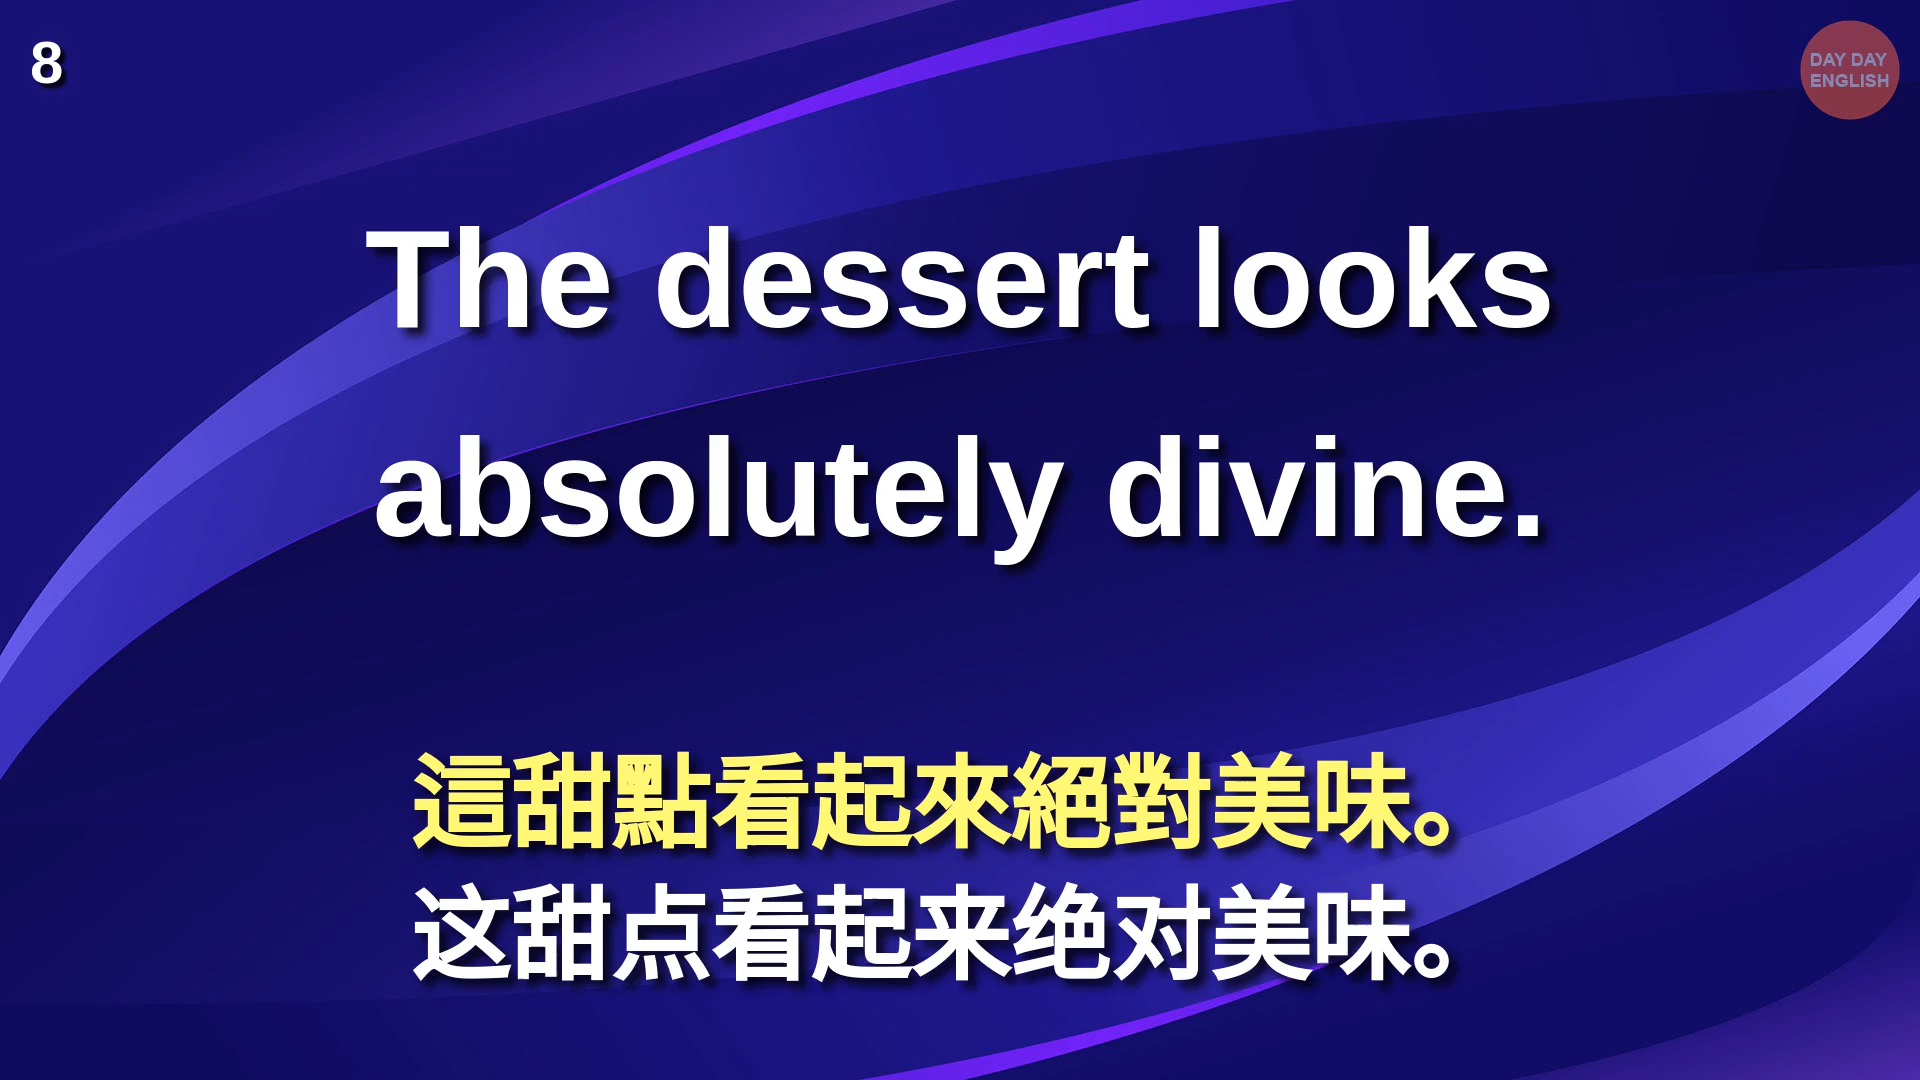 8
DAY DAY
ENGLISH
The dessert looks
absolutely divine.
這甜點看起來絕對美味。
这甜点看起来绝对美味。